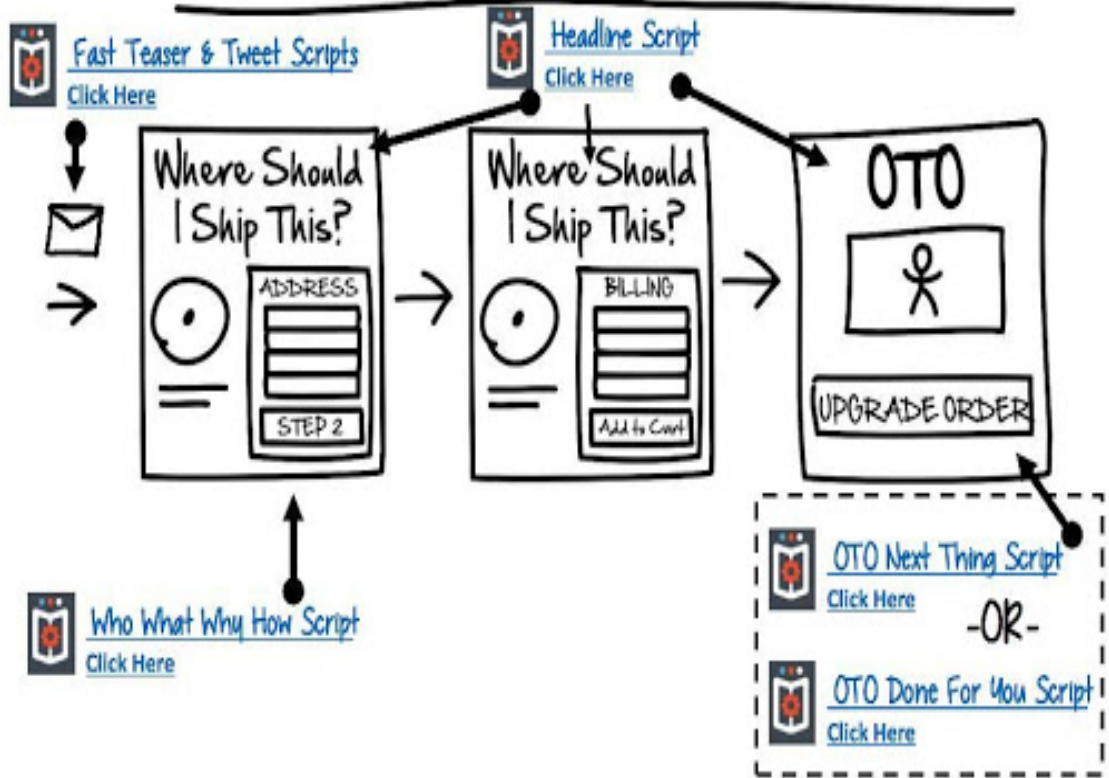 Fast Teaser & Tweet Scripts
Click Here
Headline Script
Click Here
Where Should
I Ship This?
ADDRESS
STEP 2
Where Should
I Ship This?
BILLING
Add to Cart
OTO
UPGRADE ORDER
Who What Why How Script
Click Here
OTO Next Thing Script
Click Here
-OR-
OTO Done For You Script
Click Here